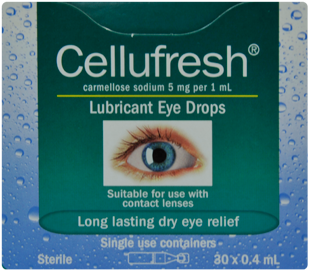 Cellufresh®
carmellose sodium 5 mg per 1 mL
Lubricant Eye Drops
Suitable for use with
contact lenses
Long lasting dry eye relief
Single use containers
Sterile 30 x 0.4 mL